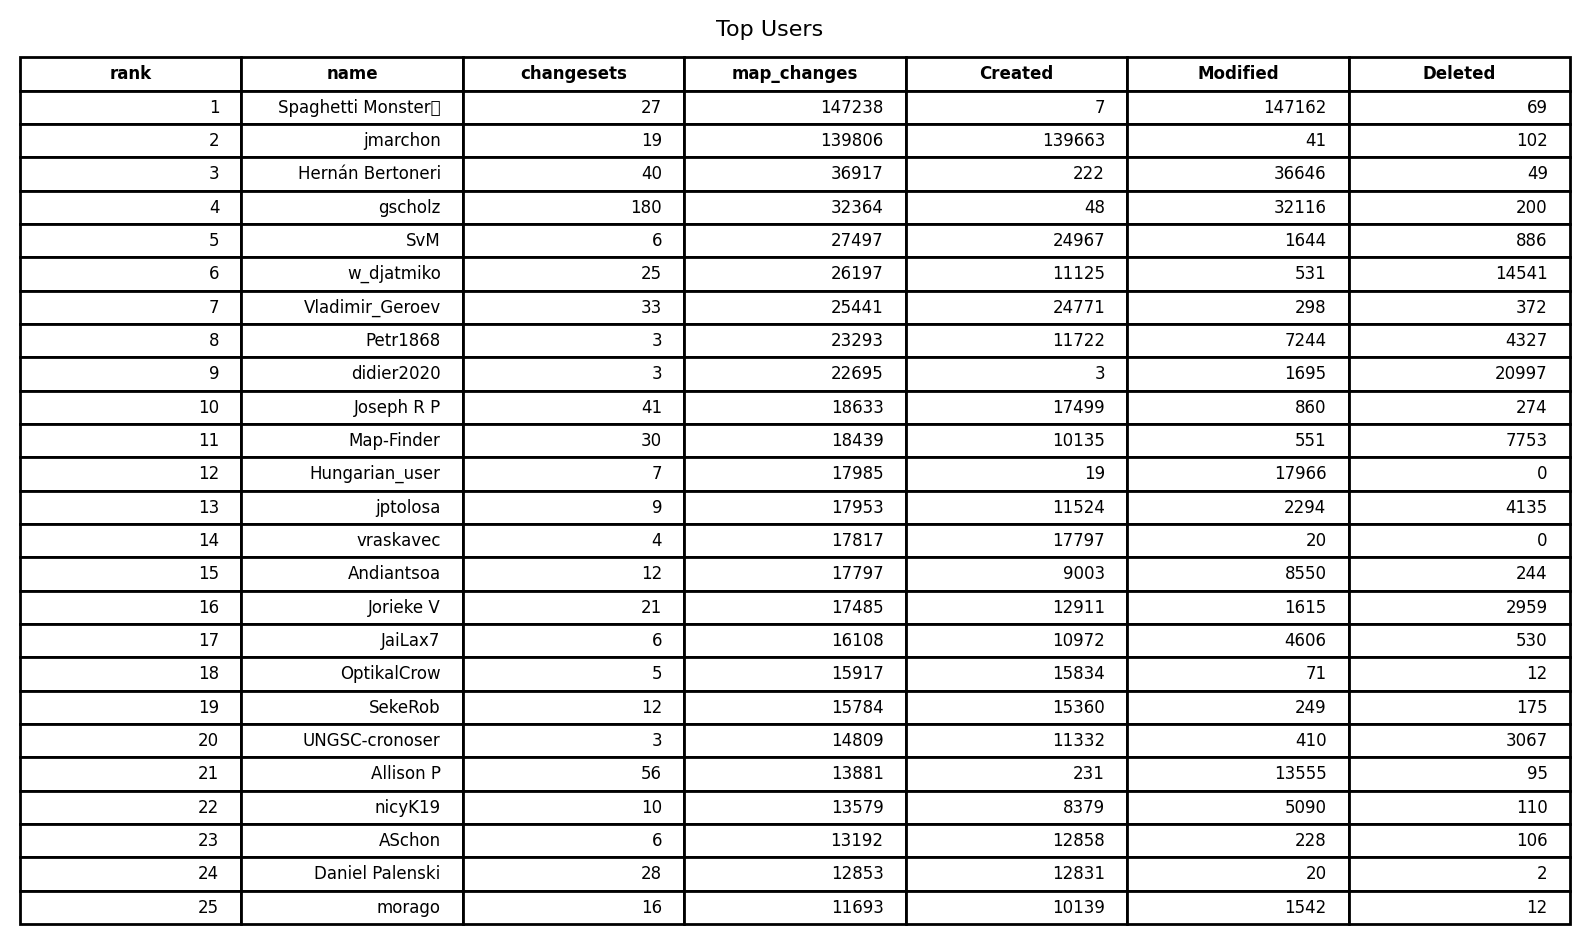 Top Users
rank name changesets map_changes Created Modified Deleted
1 Spaghetti Monster 27 147238 7 147162 69
2 jmarchon 19 139806 139663 41 102
3 Hernán Bertoneri 40 36917 222 36646 49
4 gscholz 180 32364 48 32116 200
5 SvM 6 27497 24967 1644 886
6 w_djatmiko 25 26197 11125 531 14541
7 Vladimir_Geroev 33 25441 24771 298 372
8 Petr1868 3 23293 11722 7244 4327
9 didier2020 3 22695 3 1695 20997
10 Joseph R P 41 18633 17499 860 274
11 Map-Finder 30 18439 10135 551 7753
12 Hungarian_user 7 17985 19 17966 0
13 jptolosa 9 17953 11524 2294 4135
14 vraskavec 4 17817 17797 20 0
15 Andiantsoa 12 17797 9003 8550 244
16 Jorieke V 21 17485 12911 1615 2959
17 JaiLax7 6 16108 10972 4606 530
18 OptikalCrow 5 15917 15834 71 12
19 SekeRob 12 15784 15360 249 175
20 UNGSC-cronoser 3 14809 11332 410 3067
21 Allison P 56 13881 231 13555 95
22 nicyK19 10 13579 8379 5090 110
23 ASchon 6 13192 12858 228 106
24 Daniel Palenski 28 12853 12831 20 2
25 morago 16 11693 10139 1542 12